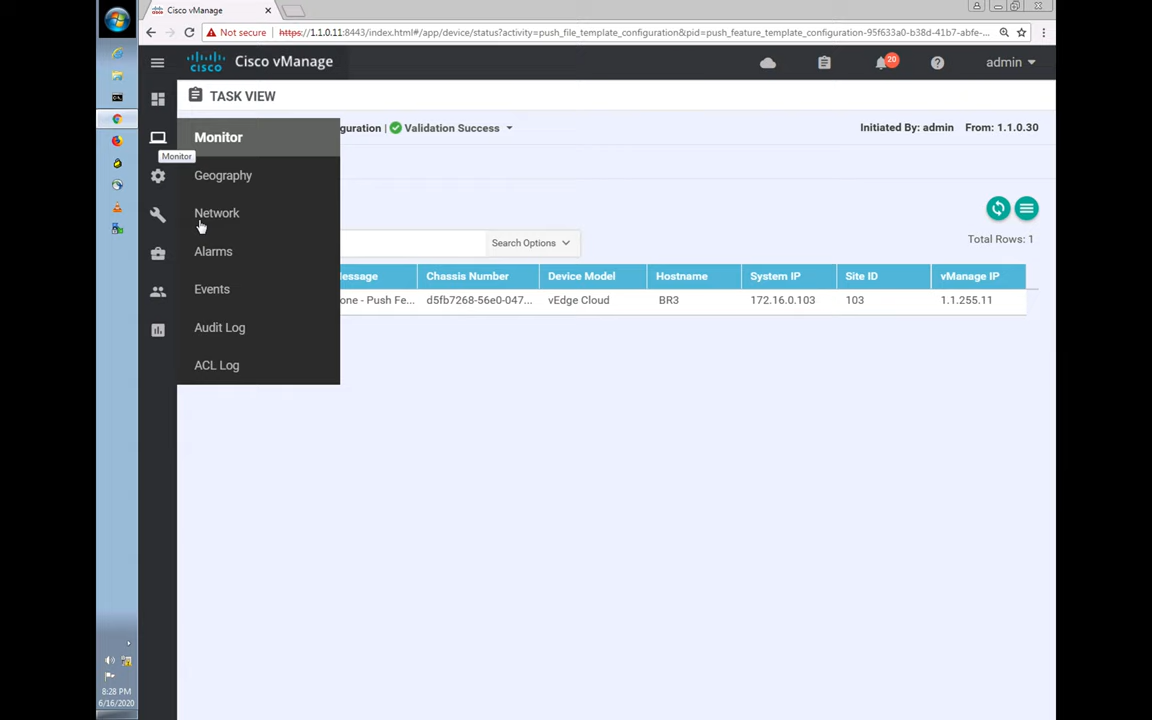 Cisco vManage
Not secure
https://1.1.0.11:8443/index.html#/app/device/status?activity=push_file_template_configuration&pid=push_feature_template_configuration-95f633a0-b38d-41b7-abfe-...
CISCO
Cisco vManage
20
admin
TASK VIEW
Monitor
guration | Validation Success
Initiated By: admin From: 1.1.0.30
Monitor
Geography
Network
Alarms
Events
Audit Log
ACL Log
Search Options
Total Rows: 1
lessage Chassis Number Device Model Hostname System IP Site ID vManage IP
one - Push Fe... d5fb7268-56e0-047... vEdge Cloud BR3 172.16.0.103 103 1.1.255.11
8:28 PM
6/16/2020